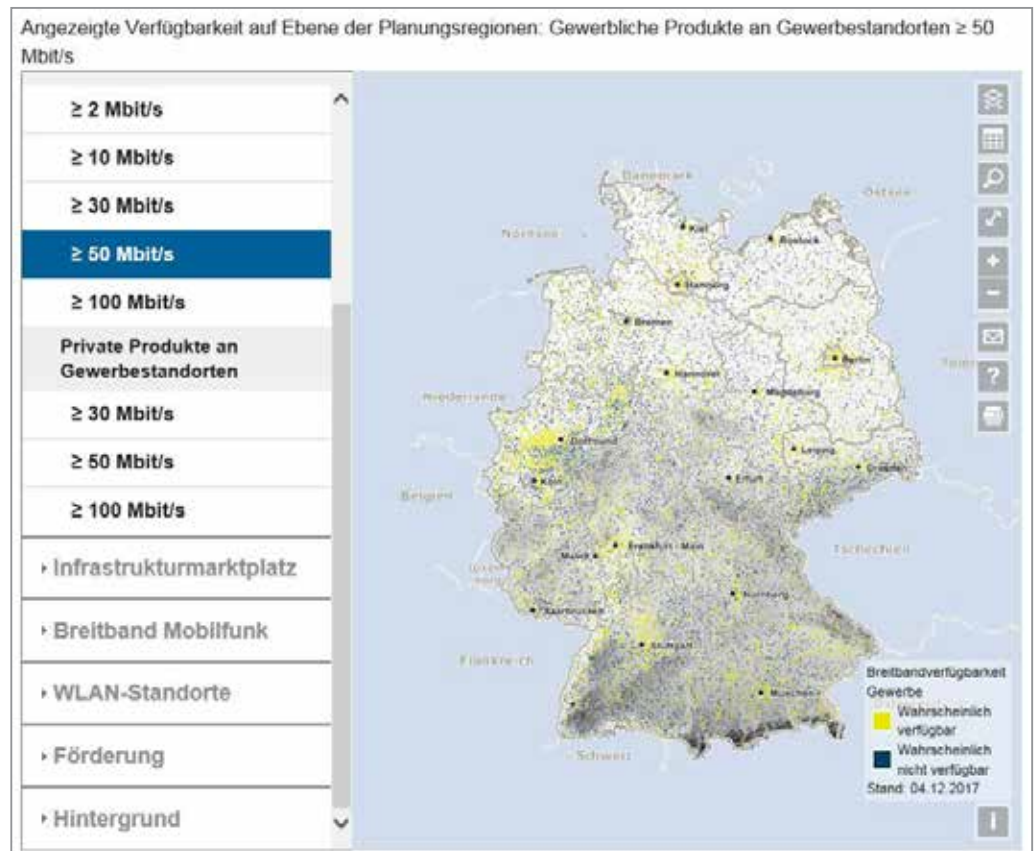 Angezeigte Verfügbarkeit auf Ebene der Planungsregionen: Gewerbliche Produkte an Gewerbestandorten ≥ 50
Mbit/s
≥ 2 Mbit/s
≥ 10 Mbit/s
≥ 30 Mbit/s
≥ 50 Mbit/s
≥ 100 Mbit/s
Private Produkte an
Gewerbestandorten
≥ 30 Mbit/s
≥ 50 Mbit/s
≥ 100 Mbit/s
Infrastrukturmarktplatz
Breitband Mobilfunk
WLAN-Standorte
Förderung
Hintergrund
Dänemark
Ostsee
Nordsee
Kiel
Rostock
Hamburg
Bremen
Berlin
Hannover
Magdeburg
Niederlande
Dortmund
Leipzig
Dresden
Köln
Erfurt
Belgien
Tschechien
Frankfurt - Main
Mainz
Nürnberg
Saarbrücken
Stuttgart
Frankreich
München
Schweiz
Breitbandverfügbarkeit
Gewerbe
Wahrscheinlich
verfügbar
Wahrscheinlich
nicht verfügbar
Stand: 04.12.2017